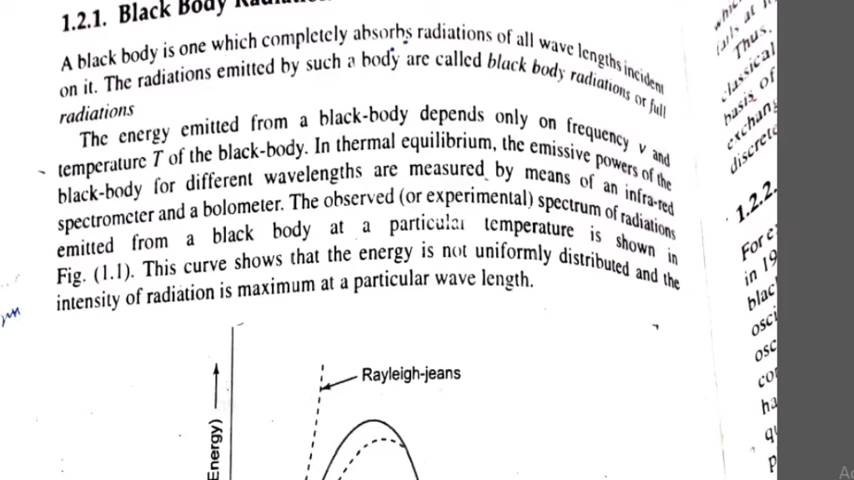 1.2.1. Black Body
A black body is one which completely absorbs radiations of all wave lengths incident
on it. The radiations emitted by such a body are called black body radiations or full
radiations
The energy emitted from a black-body depends only on frequency ν and
temperature T of the black-body. In thermal equilibrium, the emissive powers of the
black-body for different wavelengths are measured by means of an infra-red
spectrometer and a bolometer. The observed (or experimental) spectrum of radiations
emitted from a black body at a particular temperature is shown in
Fig. (1.1). This curve shows that the energy is not uniformly distributed and the
intensity of radiation is maximum at a particular wave length.
Rayleigh-jeans
Energy)
Thus,
classical
basis of
discrete
1.2.2.
For
in 19